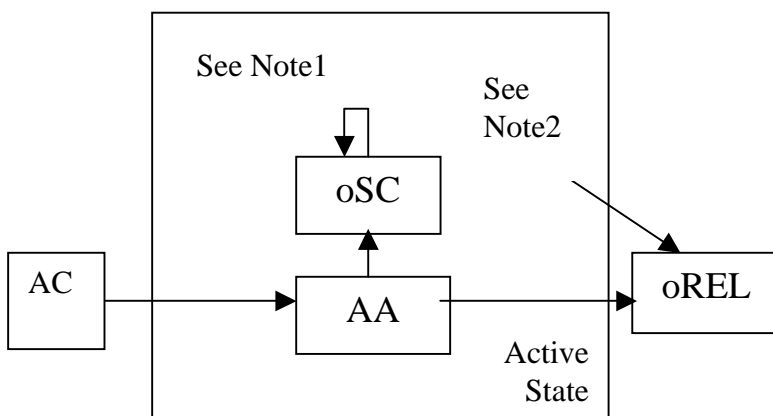 See Note1
See
Note2
oSC
AC
AA
oREL
Active
State